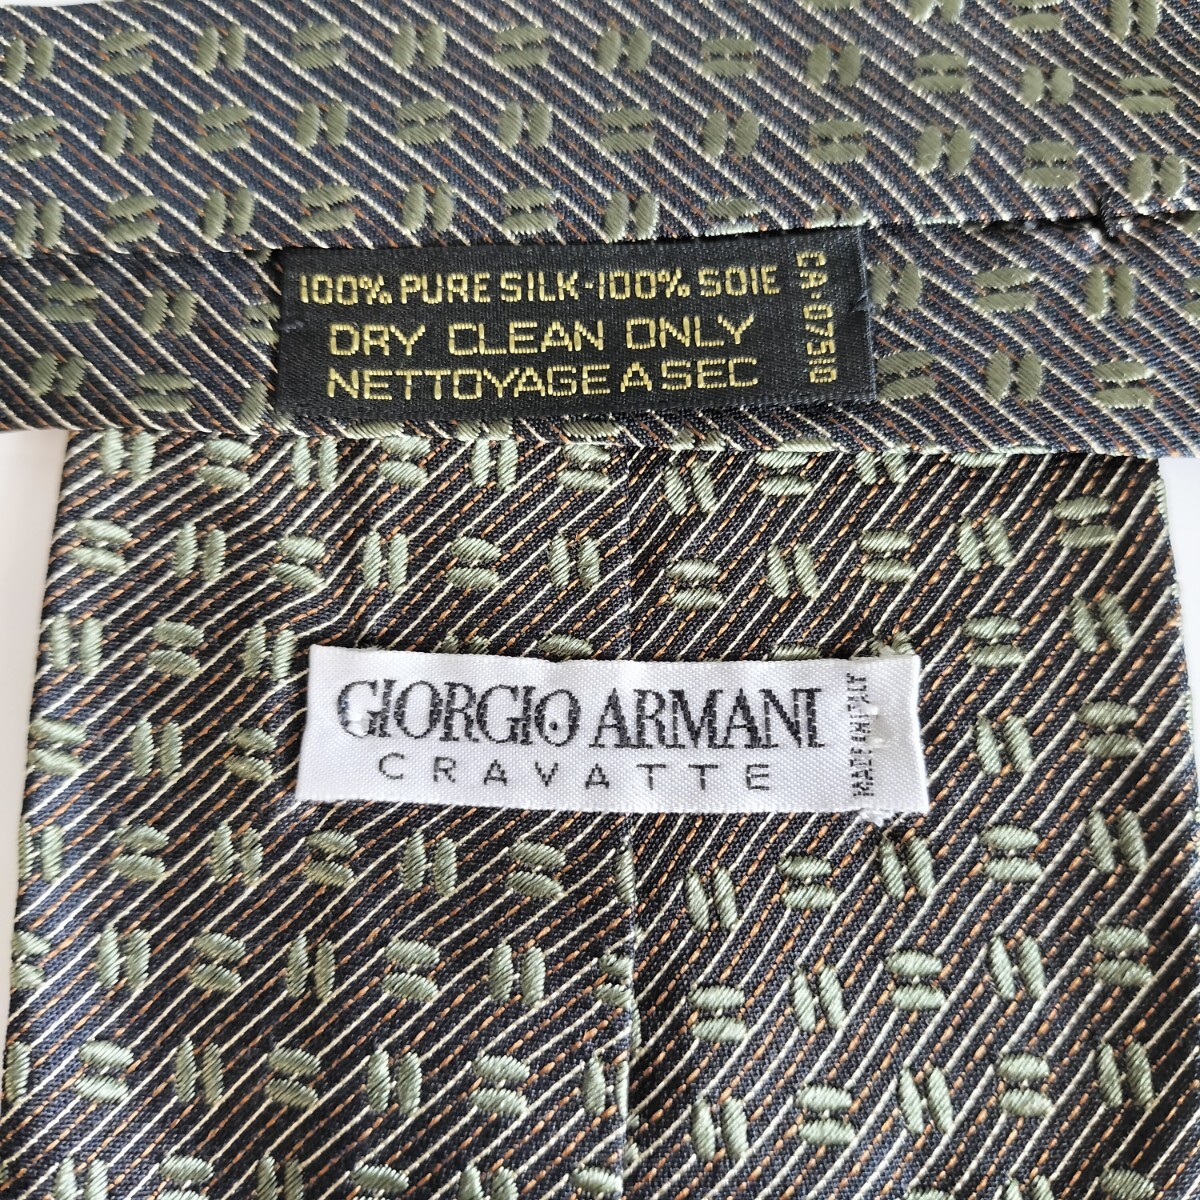 100% PURE SILK-100% SOIE
DRY CLEAN ONLY
NETTOYAGE A SEC
CA·07510
GIORGIO ARMANI
CRAVATTE
MADE IN ITALY